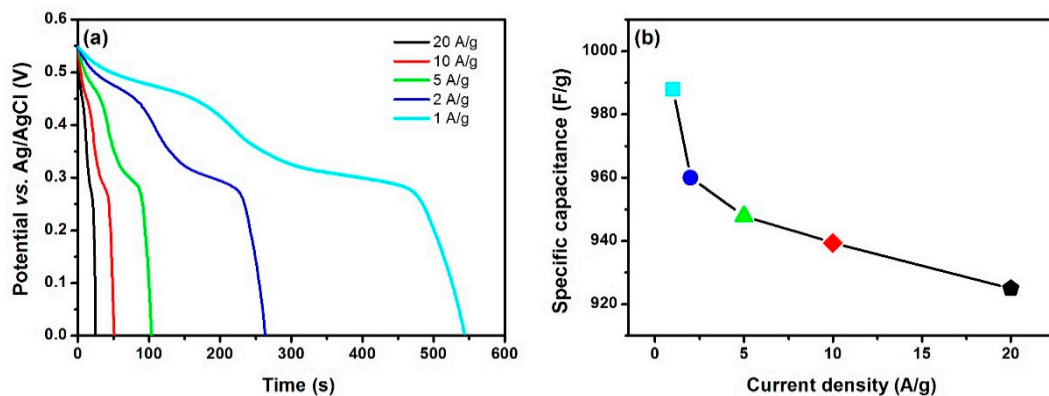 (a)
20 A/g
10 A/g
5 A/g
2 A/g
1 A/g
0.6
0.5
0.4
0.3
0.2
0.1
0.0
Potential vs. Ag/AgCl (V)
0 100 200 300 400 500 600
Time (s)
(b)
1000
980
960
940
920
Specific capacitance (F/g)
0 5 10 15 20
Current density (A/g)